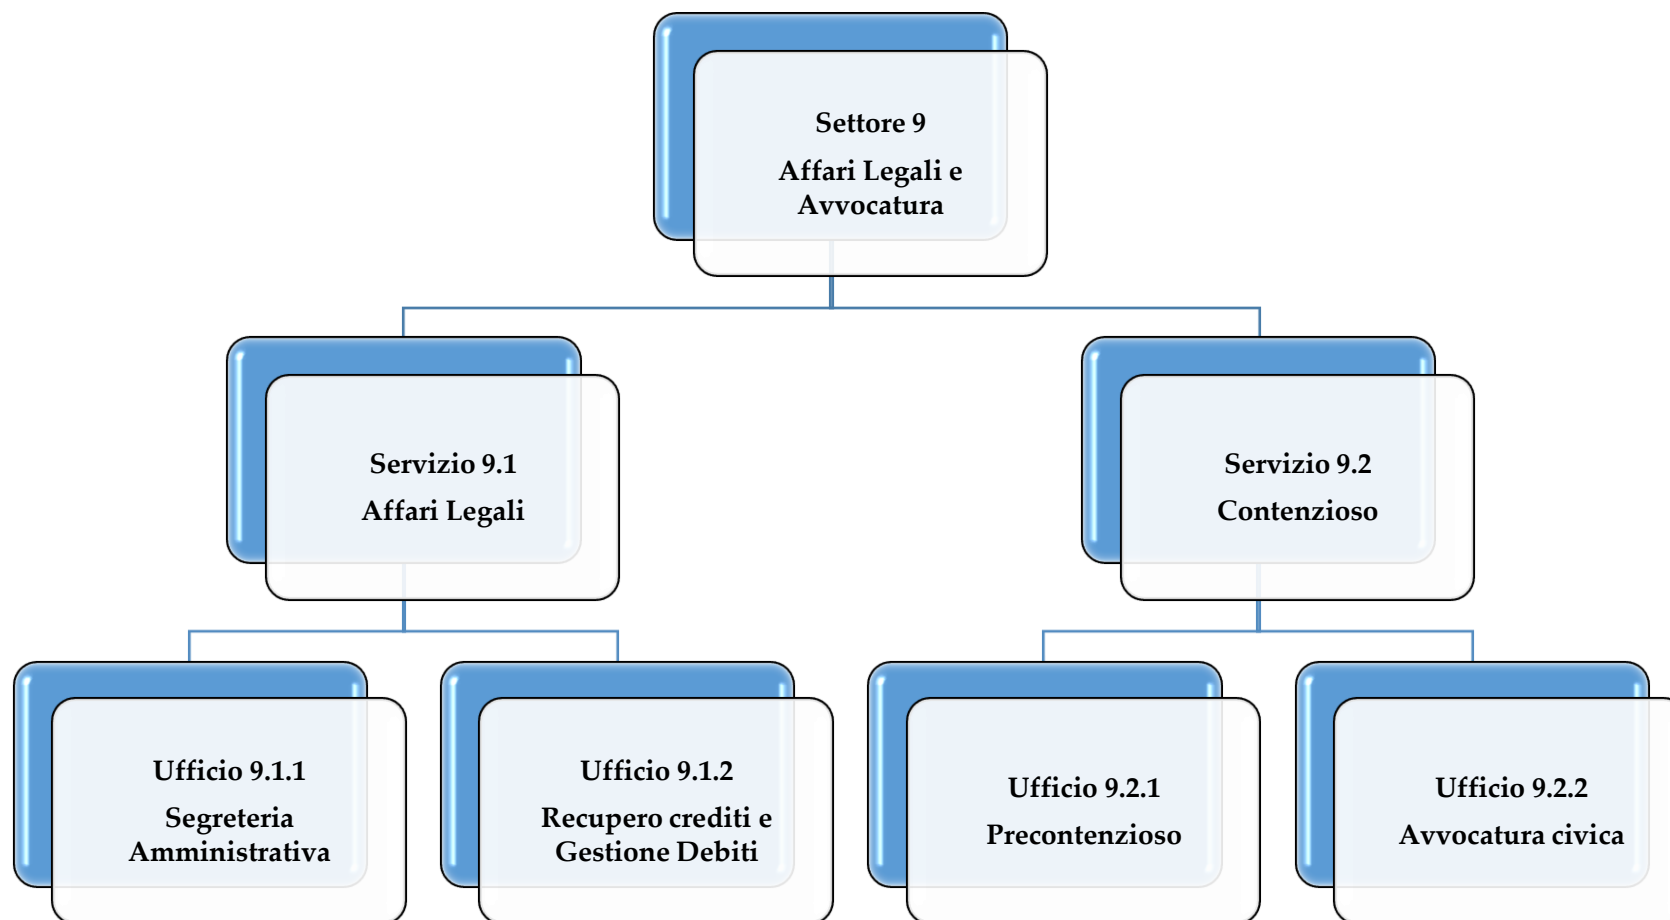 Settore 9
Affari Legali e
Avvocatura
Servizio 9.1
Affari Legali
Servizio 9.2
Contenzioso
Ufficio 9.1.1
Segreteria
Amministrativa
Ufficio 9.1.2
Recupero crediti e
Gestione Debiti
Ufficio 9.2.1
Precontenzioso
Ufficio 9.2.2
Avvocatura civica